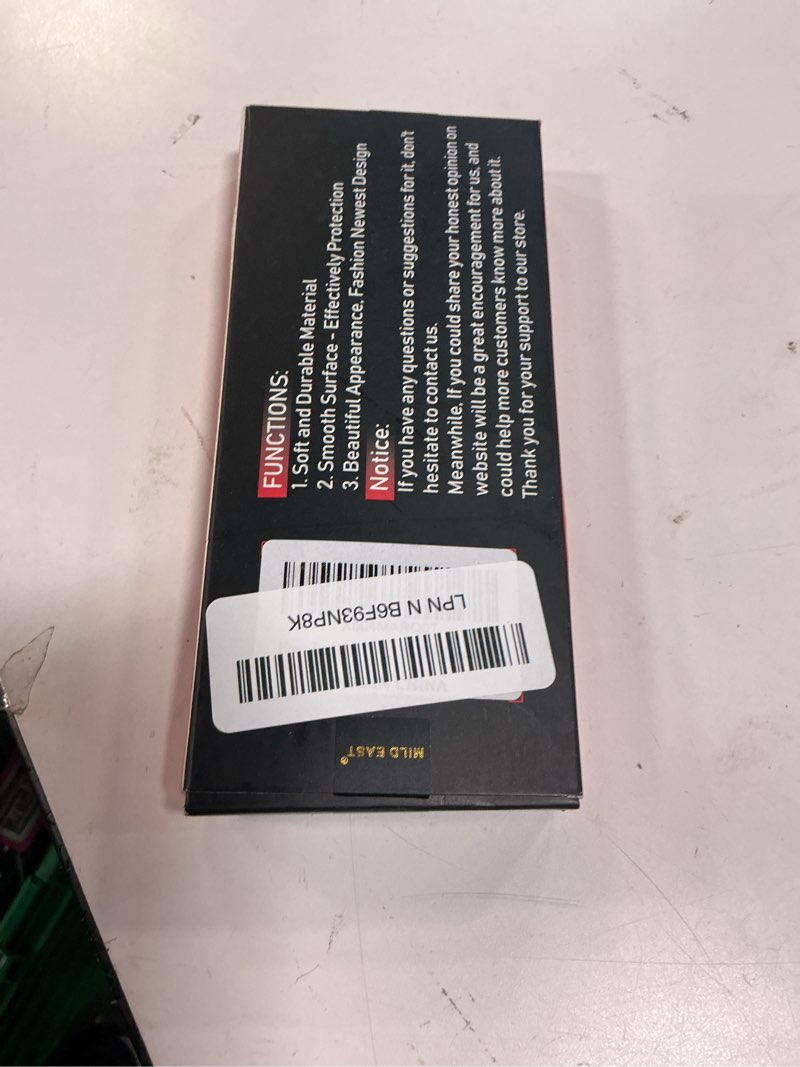 FUNCTIONS:
1. Soft and Durable Material
2. Smooth Surface - Effectively Protection
3. Beautiful Appearance. Fashion Newest Design
Notice:
If you have any questions or suggestions for it, don't
hesitate to contact us.
Meanwhile, If you could share your honest opinion on
website will be a great encouragement for us, and
could help more customers know more about it.
Thank you for your support to our store.
LPN N B6F93NP8K
MILD EAST®